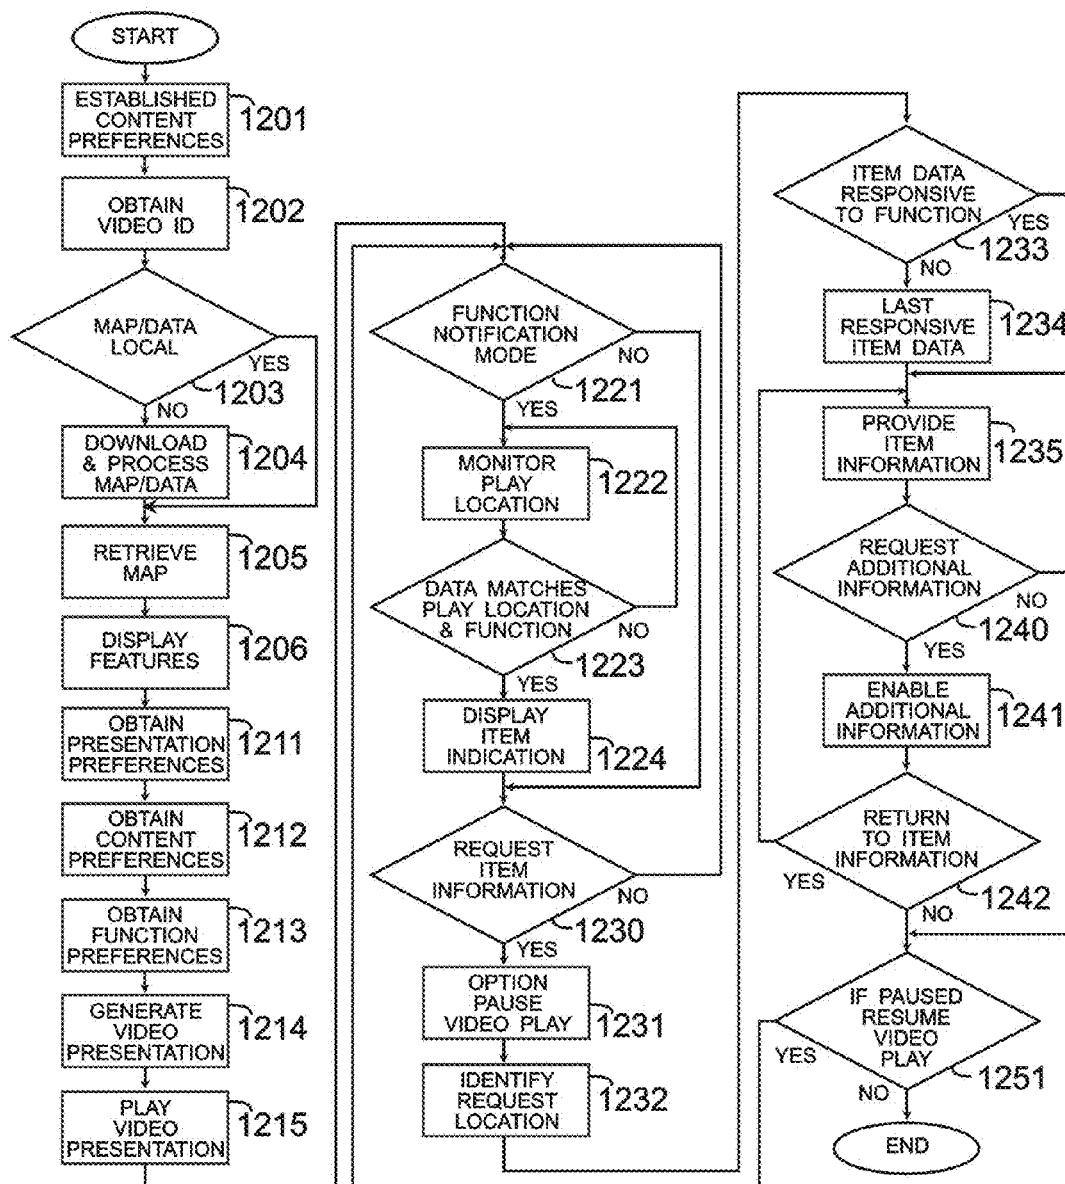 START
ESTABLISHED
CONTENT
PREFERENCES
1201
OBTAIN
VIDEO ID
1202
MAP/DATA
LOCAL
YES
1203
NO
DOWNLOAD
& PROCESS
MAP/DATA
1204
RETRIEVE
MAP
1205
DISPLAY
FEATURES
1206
OBTAIN
PRESENTATION
PREFERENCES
1211
OBTAIN
CONTENT
PREFERENCES
1212
OBTAIN
FUNCTION
PREFERENCES
1213
GENERATE
VIDEO
PRESENTATION
1214
PLAY
VIDEO
PRESENTATION
1215
FUNCTION
NOTIFICATION
MODE
NO
1221
YES
MONITOR
PLAY
LOCATION
1222
DATA MATCHES
PLAY LOCATION
& FUNCTION
NO
1223
YES
DISPLAY
ITEM
INDICATION
1224
REQUEST
ITEM
INFORMATION
NO
1230
YES
OPTION
PAUSE
VIDEO PLAY
1231
IDENTIFY
REQUEST
LOCATION
1232
ITEM DATA
RESPONSIVE
TO FUNCTION
YES
1233
NO
LAST
RESPONSIVE
ITEM DATA
1234
PROVIDE
ITEM
INFORMATION
1235
REQUEST
ADDITIONAL
INFORMATION
NO
1240
YES
ENABLE
ADDITIONAL
INFORMATION
1241
RETURN
TO ITEM
INFORMATION
YES
1242
NO
IF PAUSED
RESUME
VIDEO
PLAY
YES
1251
NO
END